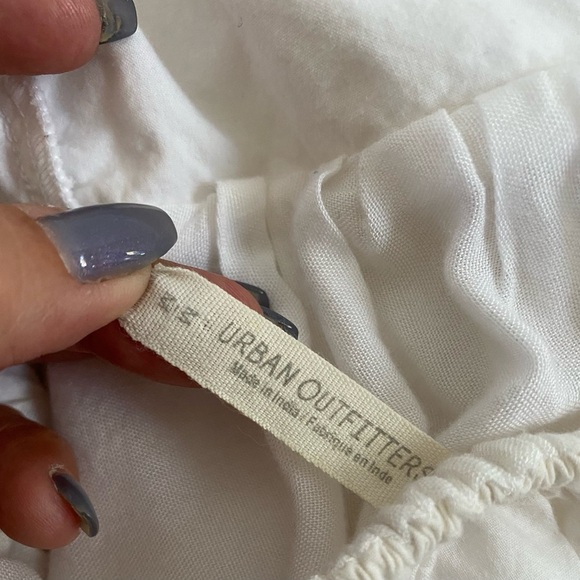 URBAN OUTFITTERS
Made in India / Fabriqué en Inde